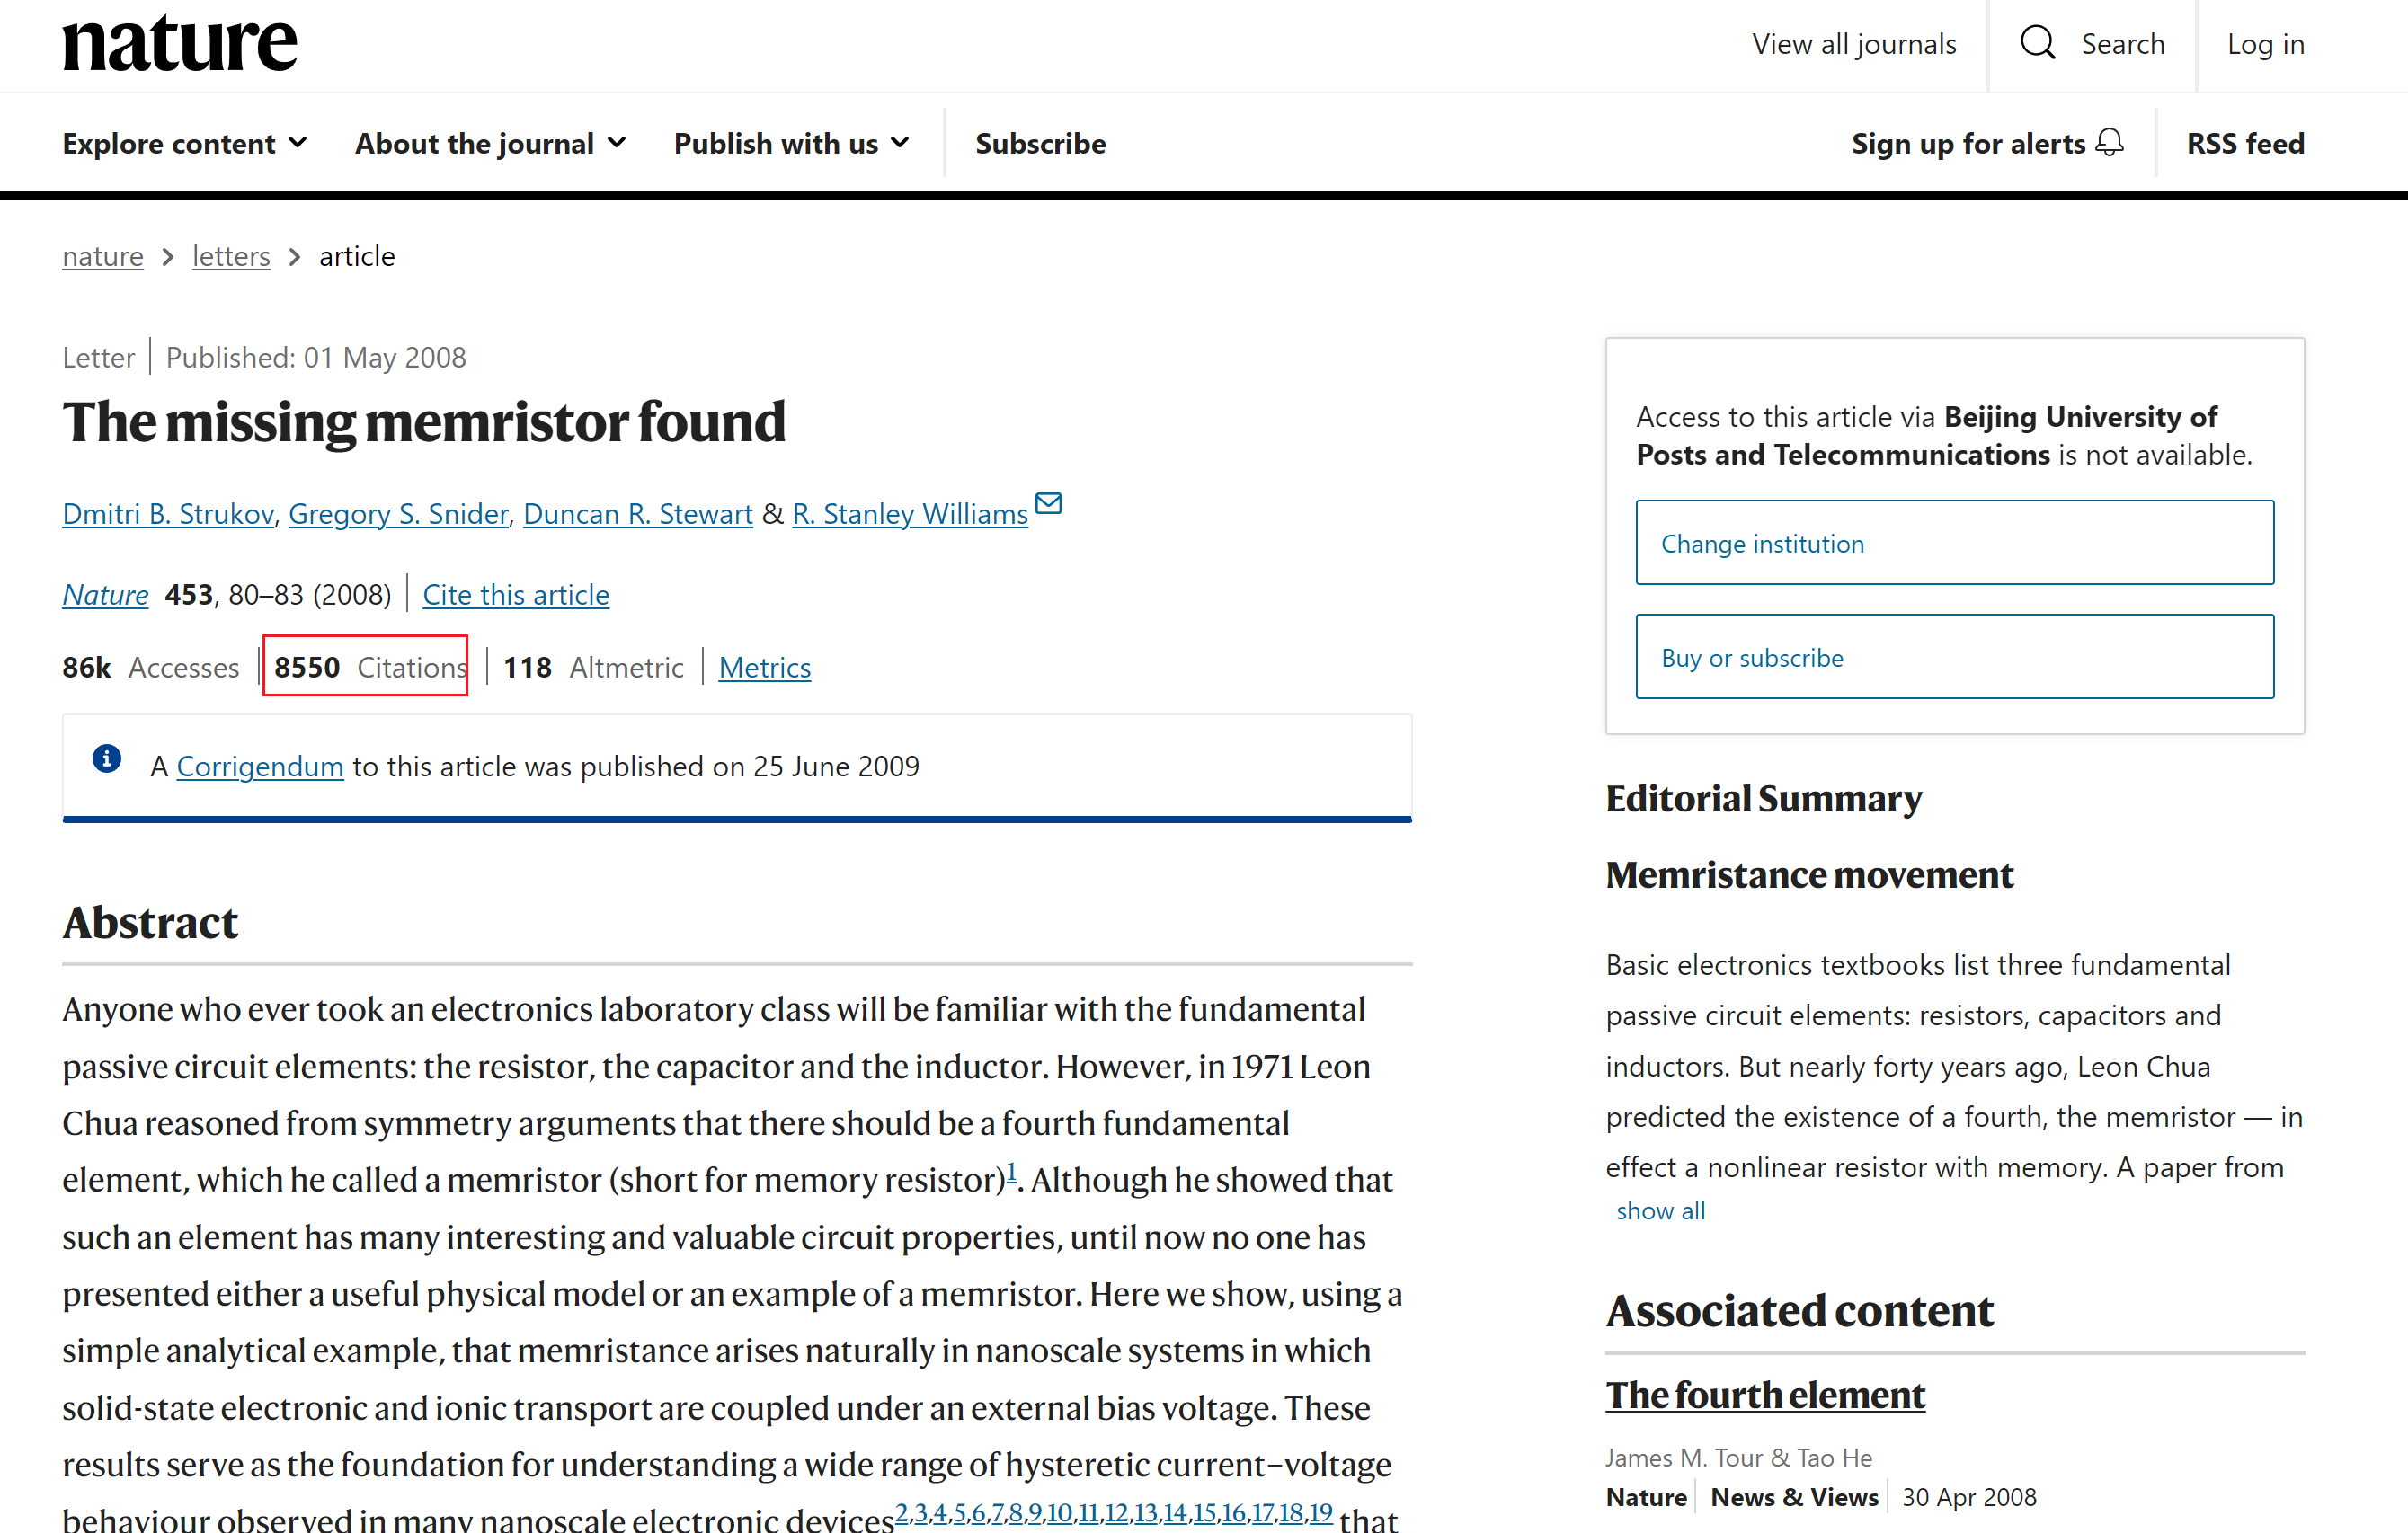 nature
View all journals
Search
Log in
Explore content
About the journal
Publish with us
Subscribe
Sign up for alerts
RSS feed
nature > letters > article
Letter | Published: 01 May 2008
The missing memristor found
Dmitri B. Strukov, Gregory S. Snider, Duncan R. Stewart & R. Stanley Williams
Nature 453, 80–83 (2008) | Cite this article
86k Accesses | 8550 Citations | 118 Altmetric | Metrics
A Corrigendum to this article was published on 25 June 2009
Abstract
Anyone who ever took an electronics laboratory class will be familiar with the fundamental
passive circuit elements: the resistor, the capacitor and the inductor. However, in 1971 Leon
Chua reasoned from symmetry arguments that there should be a fourth fundamental
element, which he called a memristor (short for memory resistor)1. Although he showed that
such an element has many interesting and valuable circuit properties, until now no one has
presented either a useful physical model or an example of a memristor. Here we show, using a
simple analytical example, that memristance arises naturally in nanoscale systems in which
solid-state electronic and ionic transport are coupled under an external bias voltage. These
results serve as the foundation for understanding a wide range of hysteretic current–voltage
behaviour observed in many nanoscale electronic devices2,3,4,5,6,7,8,9,10,11,12,13,14,15,16,17,18,19 that
Access to this article via Beijing University of
Posts and Telecommunications is not available.
Change institution
Buy or subscribe
Editorial Summary
Memristance movement
Basic electronics textbooks list three fundamental
passive circuit elements: resistors, capacitors and
inductors. But nearly forty years ago, Leon Chua
predicted the existence of a fourth, the memristor — in
effect a nonlinear resistor with memory. A paper from
show all
Associated content
The fourth element
James M. Tour & Tao He
Nature | News & Views | 30 Apr 2008